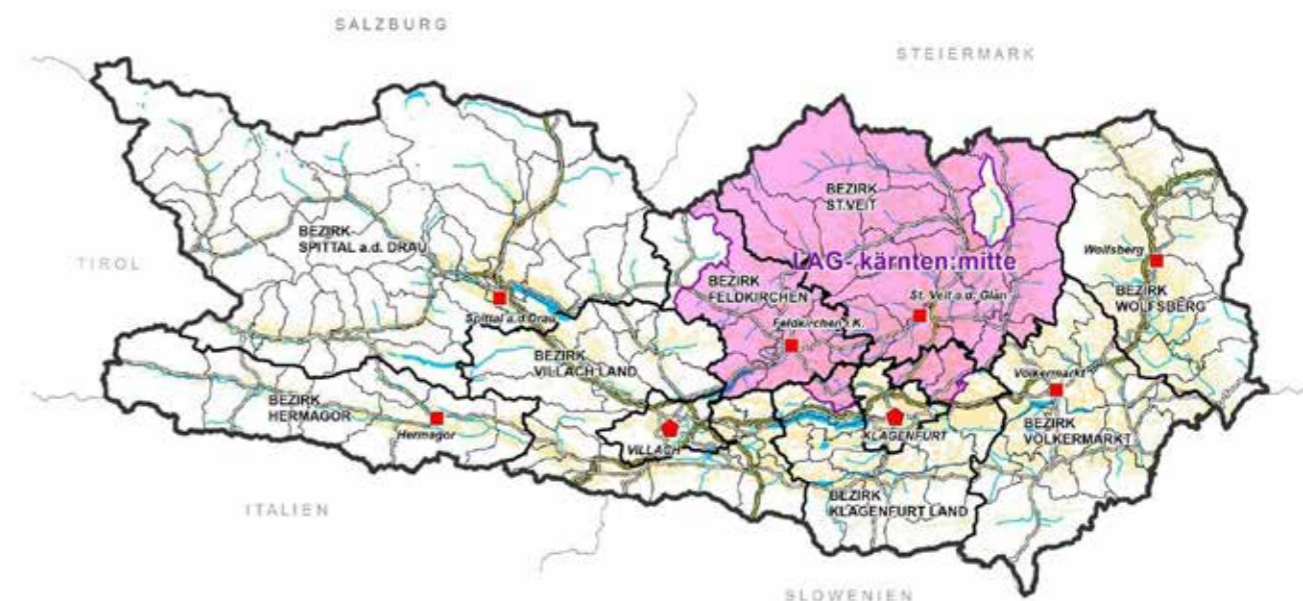 SALZBURG
STEIERMARK
BEZIRK
ST.VEIT
BEZIRK-
SPITTAL a.d. DRAU
Wolfsberg
TIROL
LAG- kärnten:mitte
BEZIRK
FELDKIRCHEN
BEZIRK
WOLFSBERG
St. Veit a.d. Glan
Spittal a.d.Drau
Feldkirchen i.K.
BEZIRK
VILLACH LAND
Völkermarkt
BEZIRK
HERMAGOR
Hermagor
VILLACH
KLAGENFURT
BEZIRK
VÖLKERMARKT
BEZIRK
KLAGENFURT LAND
ITALIEN
SLOWENIEN